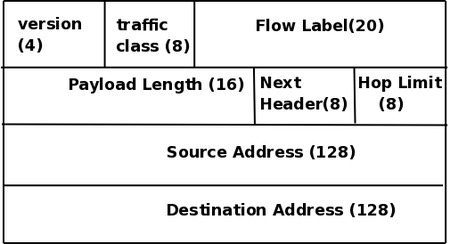 version
(4)
traffic
class (8)
Flow Label(20)
Payload Length (16)
Next
Header(8)
Hop Limit
(8)
Source Address (128)
Destination Address (128)